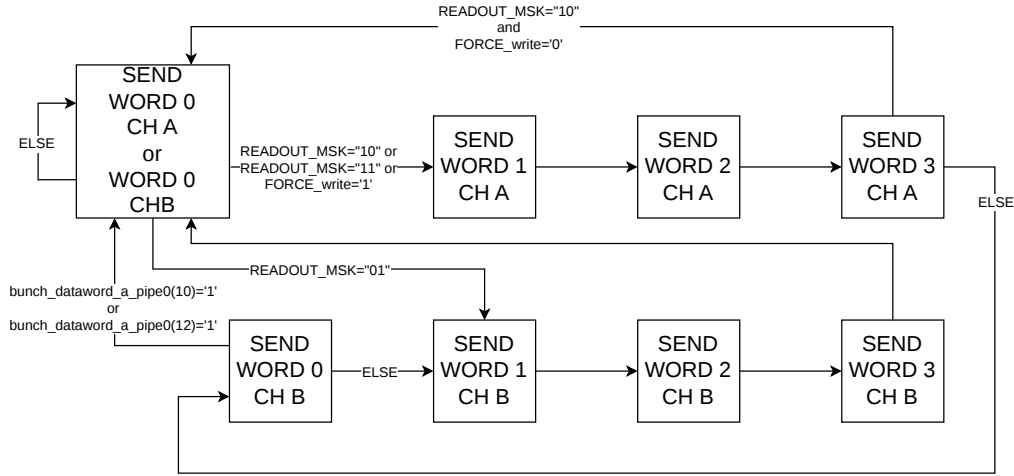 READOUT_MSK="10"
and
FORCE_write='0'
SEND
WORD 0
CH A
or
WORD 0
CHB
ELSE
READOUT_MSK="10" or
READOUT_MSK="11" or
FORCE_write='1'
SEND
WORD 1
CH A
SEND
WORD 2
CH A
SEND
WORD 3
CH A
ELSE
READOUT_MSK="01"
bunch_dataword_a_pipe0(10)='1'
or
bunch_dataword_a_pipe0(12)='1'
SEND
WORD 0
CH B
ELSE
SEND
WORD 1
CH B
SEND
WORD 2
CH B
SEND
WORD 3
CH B